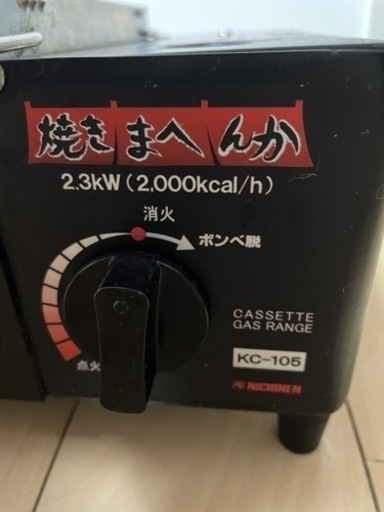 焼きまへんか
2.3kW(2,000kcal/h)
消火
ボンベ脱
点火
CASSETTE
GAS RANGE
KC-105
NICHINEN